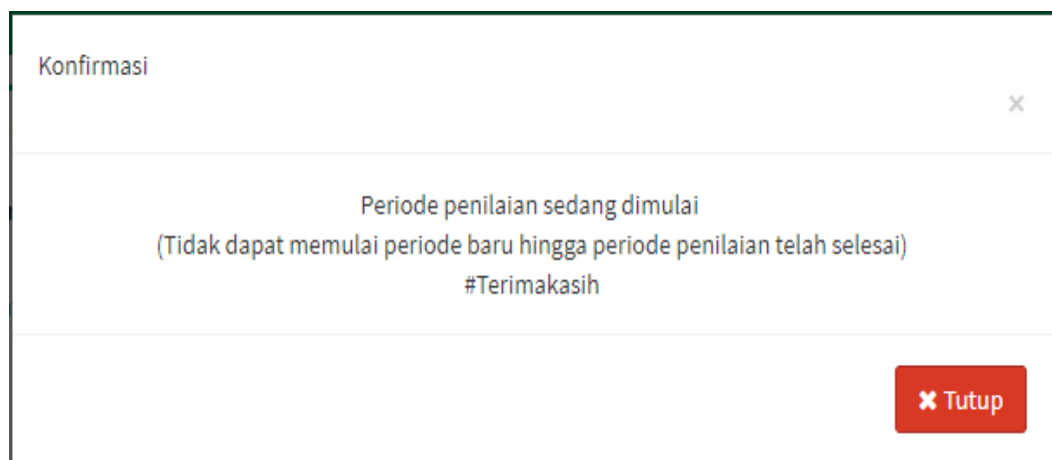 Konfirmasi
×
Periode penilaian sedang dimulai
(Tidak dapat memulai periode baru hingga periode penilaian telah selesai)
#Terimakasih
✖ Tutup